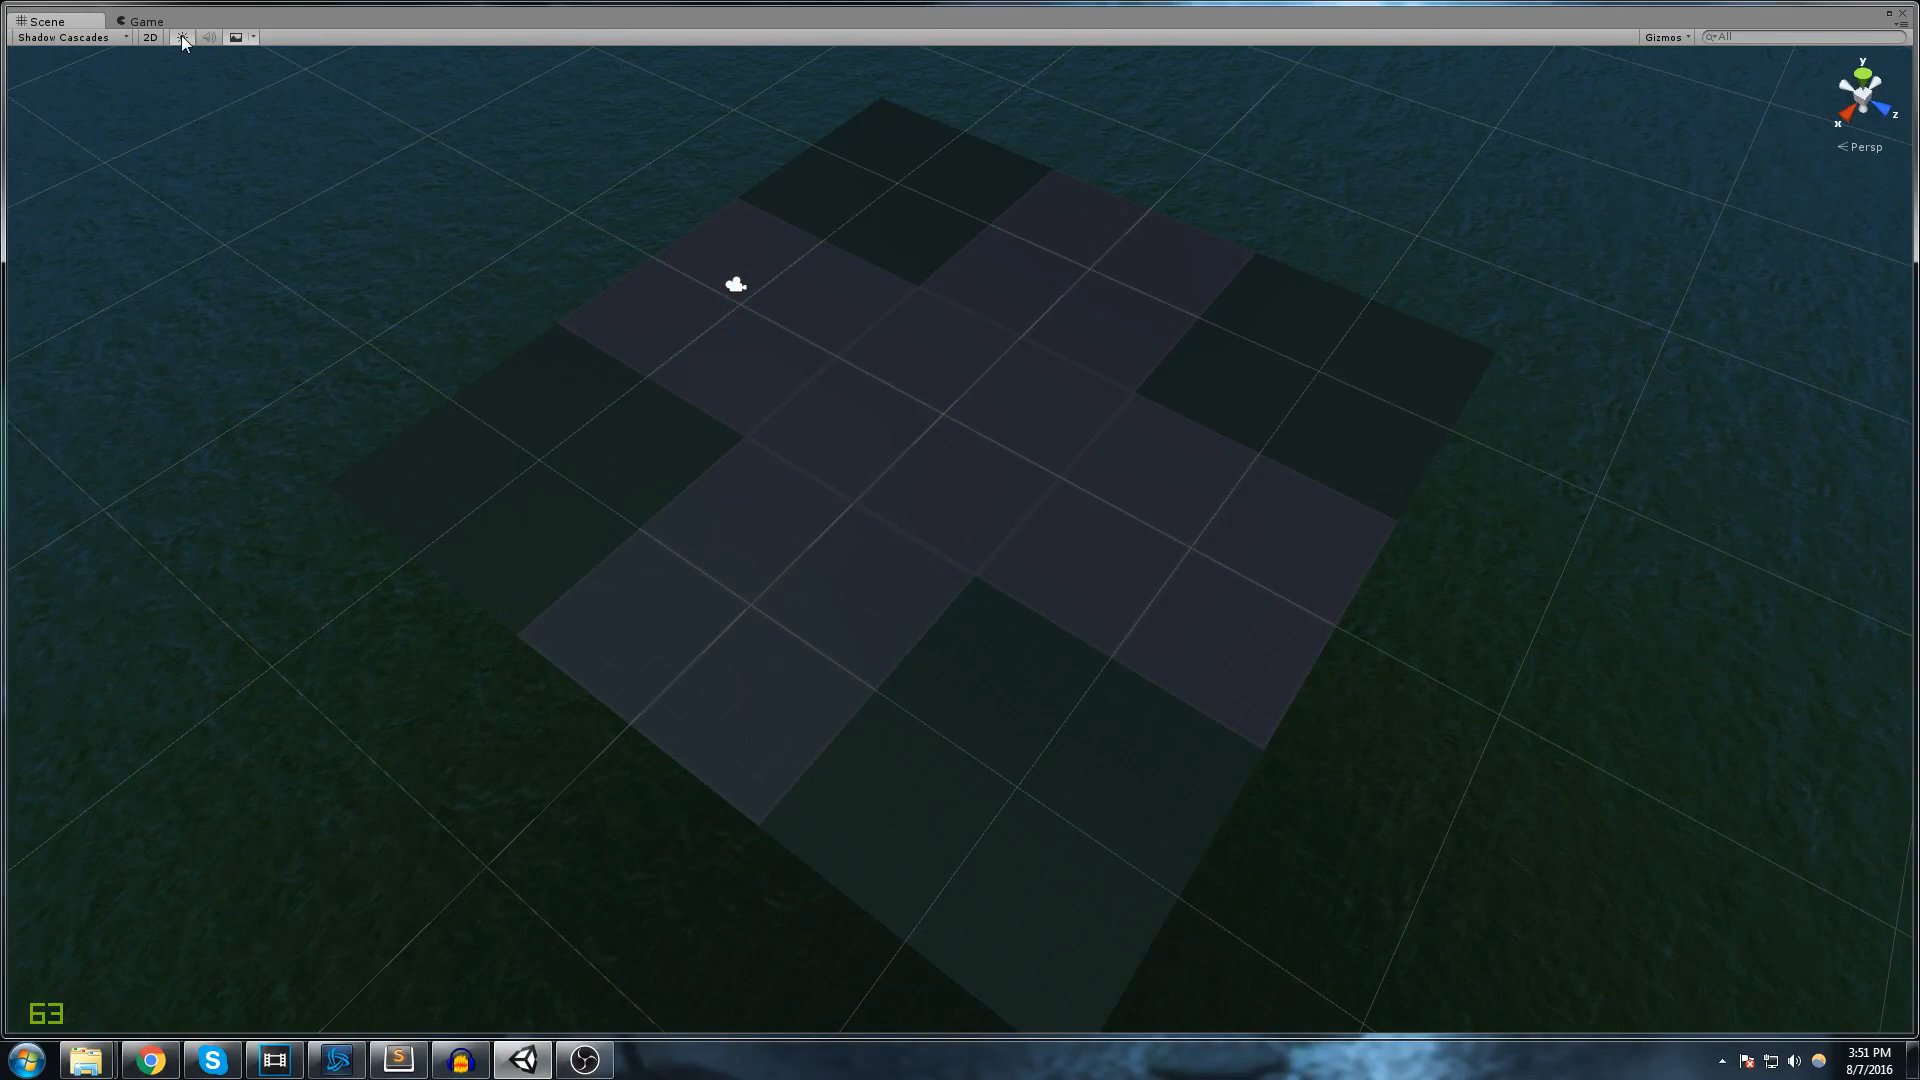 Scene Game
Shadow Cascades 2D Gizmos All
y
x z
Persp
63
S
S
3:51 PM
8/7/2016